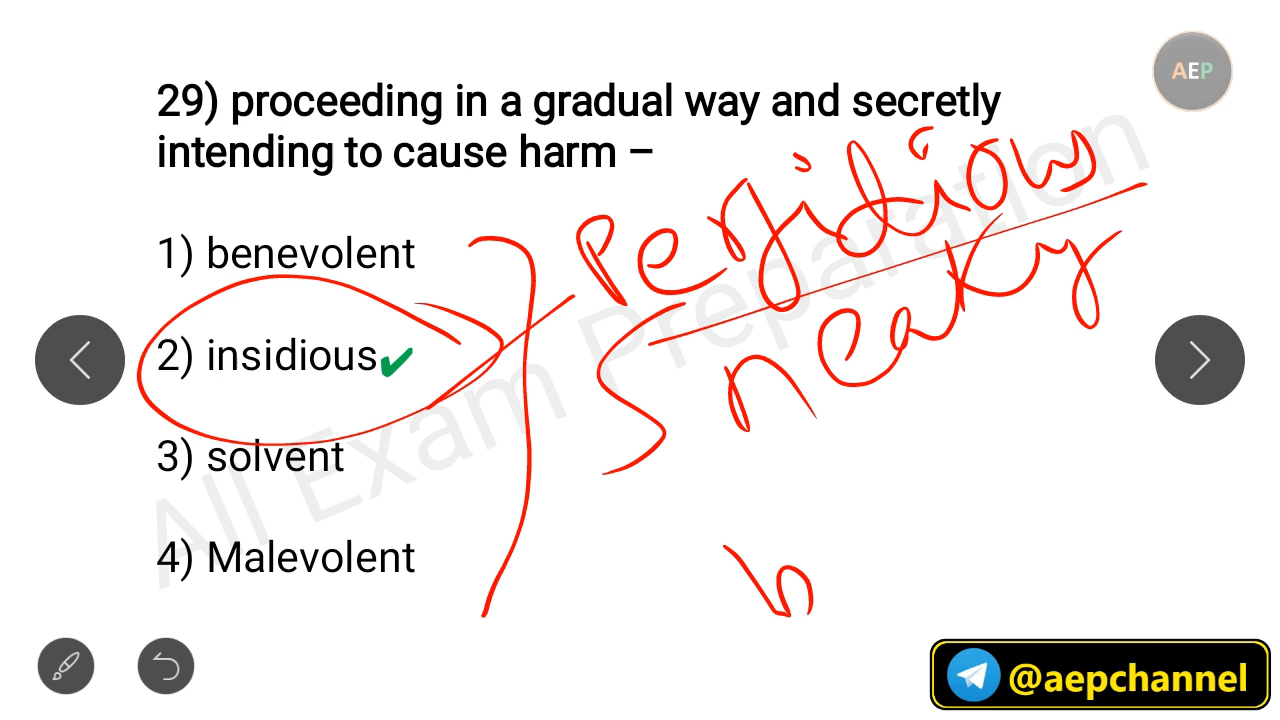 AEP
29) proceeding in a gradual way and secretly
intending to cause harm –
1) benevolent
2) insidious
3) solvent
4) Malevolent
Perfidious
Sneaky
All Exam Preparation
@aepchannel